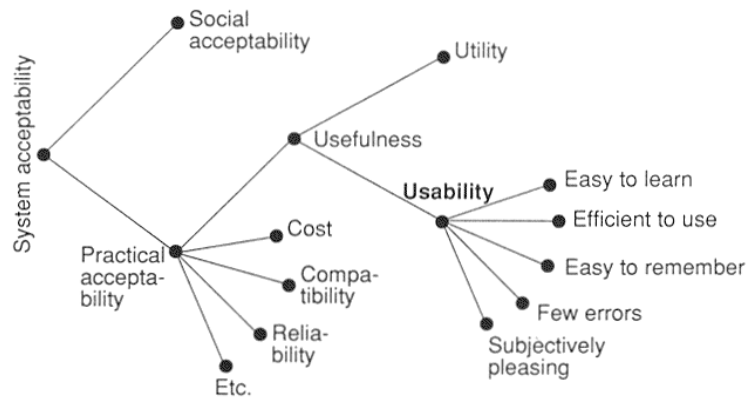 Social
acceptability
Utility
System acceptability
Usefulness
Usability
Easy to learn
Efficient to use
Easy to remember
Few errors
Subjectively
pleasing
Practical
accepta-
bility
Cost
Compa-
tibility
Relia-
bility
Etc.